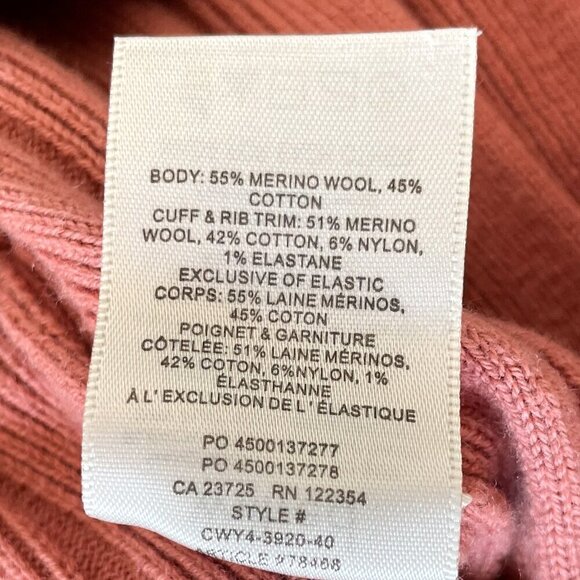 BODY: 55% MERINO WOOL, 45%
COTTON
CUFF & RIB TRIM: 51% MERINO
WOOL, 42% COTTON, 6% NYLON,
1% ELASTANE
EXCLUSIVE OF ELASTIC
CORPS: 55% LAINE MÉRINOS,
45% COTON
POIGNET & GARNITURE
CÔTELÉE: 51% LAINE MÉRINOS,
42% COTON, 6%NYLON, 1%
ÉLASTHANNE
À L'EXCLUSION DE L'ÉLASTIQUE
PO 4500137277
PO 4500137278
CA 23725 RN 122354
STYLE #
CWY4-3920-40
ARTICLE #78468